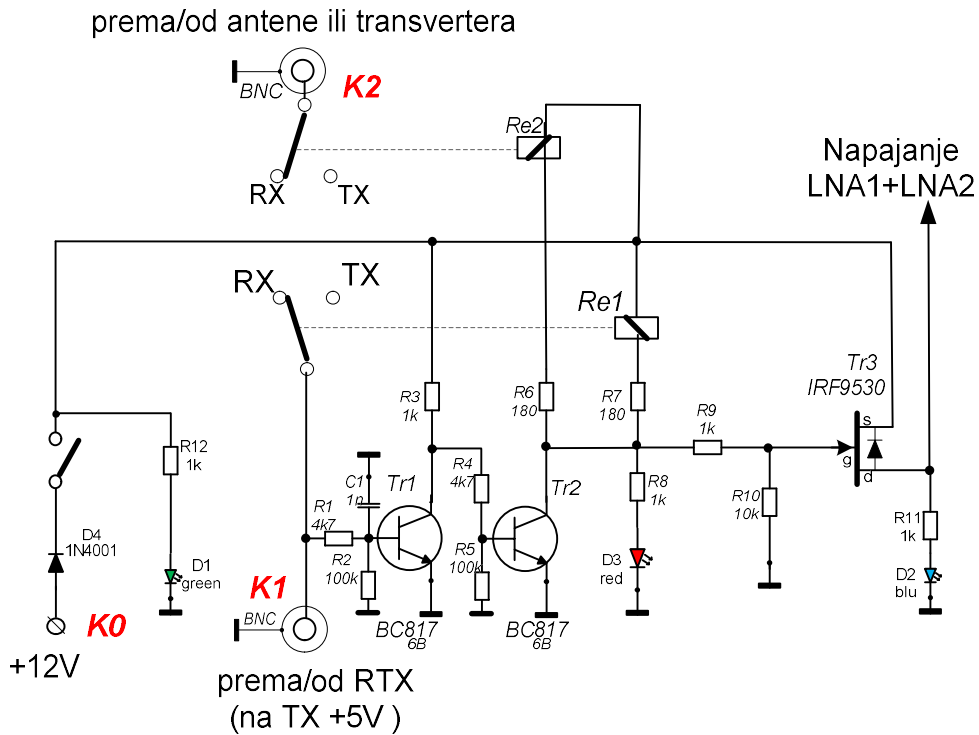 prema/od antene ili transvertera
BNC
K2
Re2
RX
TX
Napajanje
LNA1+LNA2
RX
TX
Re1
Tr3
IRF9530
s
g
d
R3
1k
R6
180
R7
180
R9
1k
R12
1k
R4
4k7
C1
1n
Tr1
Tr2
R8
1k
R10
10k
R11
1k
R1
4k7
R2
100k
R5
100k
D4
1N4001
D1
green
D3
red
D2
blu
K1
BNC
K0
+12V
BC817
6B
BC817
6B
prema/od RTX
(na TX +5V )